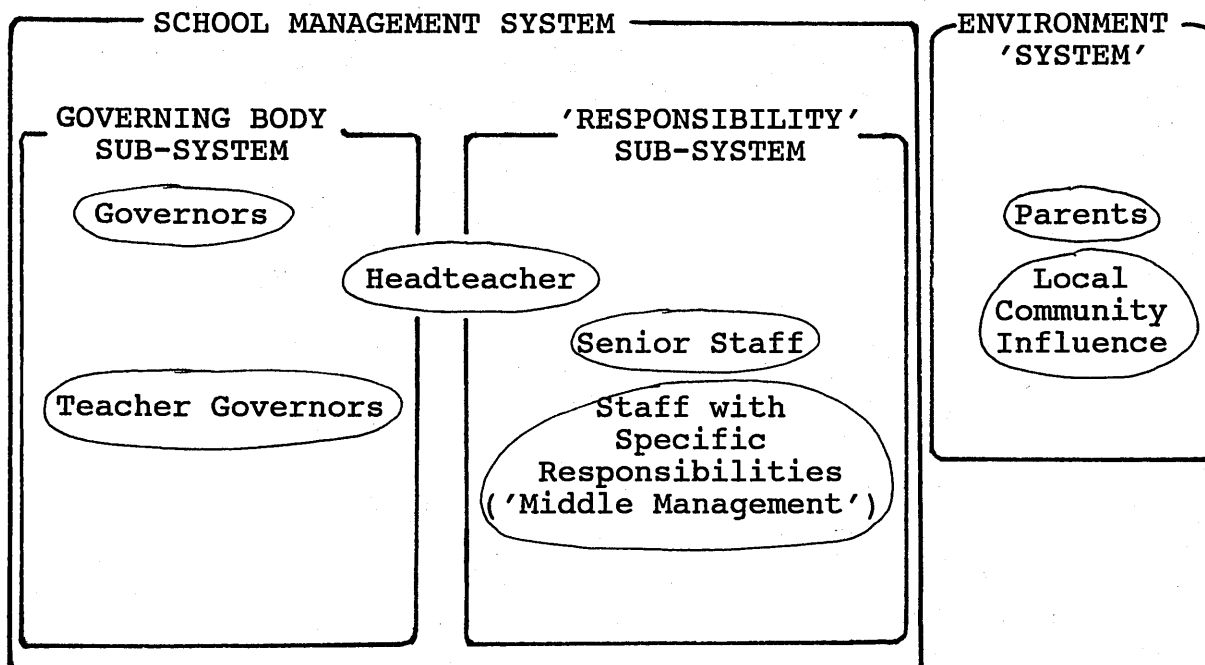 SCHOOL MANAGEMENT SYSTEM
ENVIRONMENT
'SYSTEM'
GOVERNING BODY
SUB-SYSTEM
'RESPONSIBILITY'
SUB-SYSTEM
Governors
Headteacher
Teacher Governors
Senior Staff
Staff with
Specific
Responsibilities
('Middle Management')
Parents
Local
Community
Influence